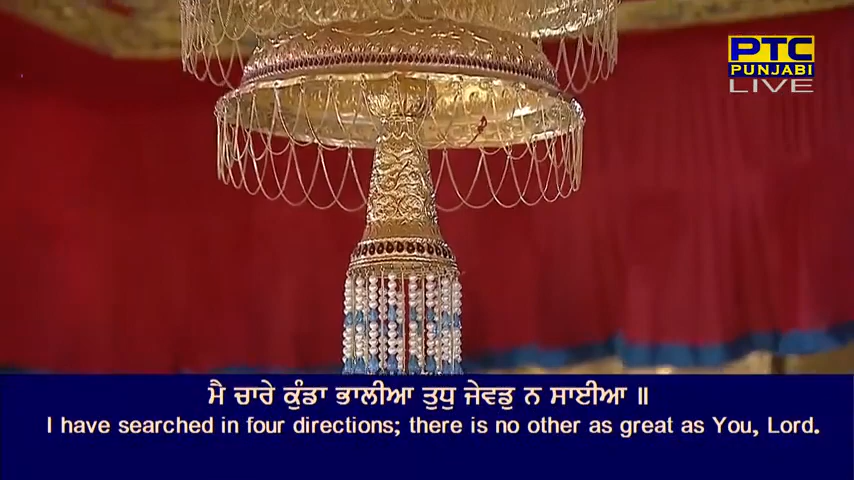 PTC
PUNJABI
LIVE
ਮੈ ਚਾਰੇ ਕੁੰਡਾ ਭਾਲੀਆ ਤੁਧੁ ਜੇਵਡੁ ਨ ਸਾਈਆ ॥
I have searched in four directions; there is no other as great as You, Lord.